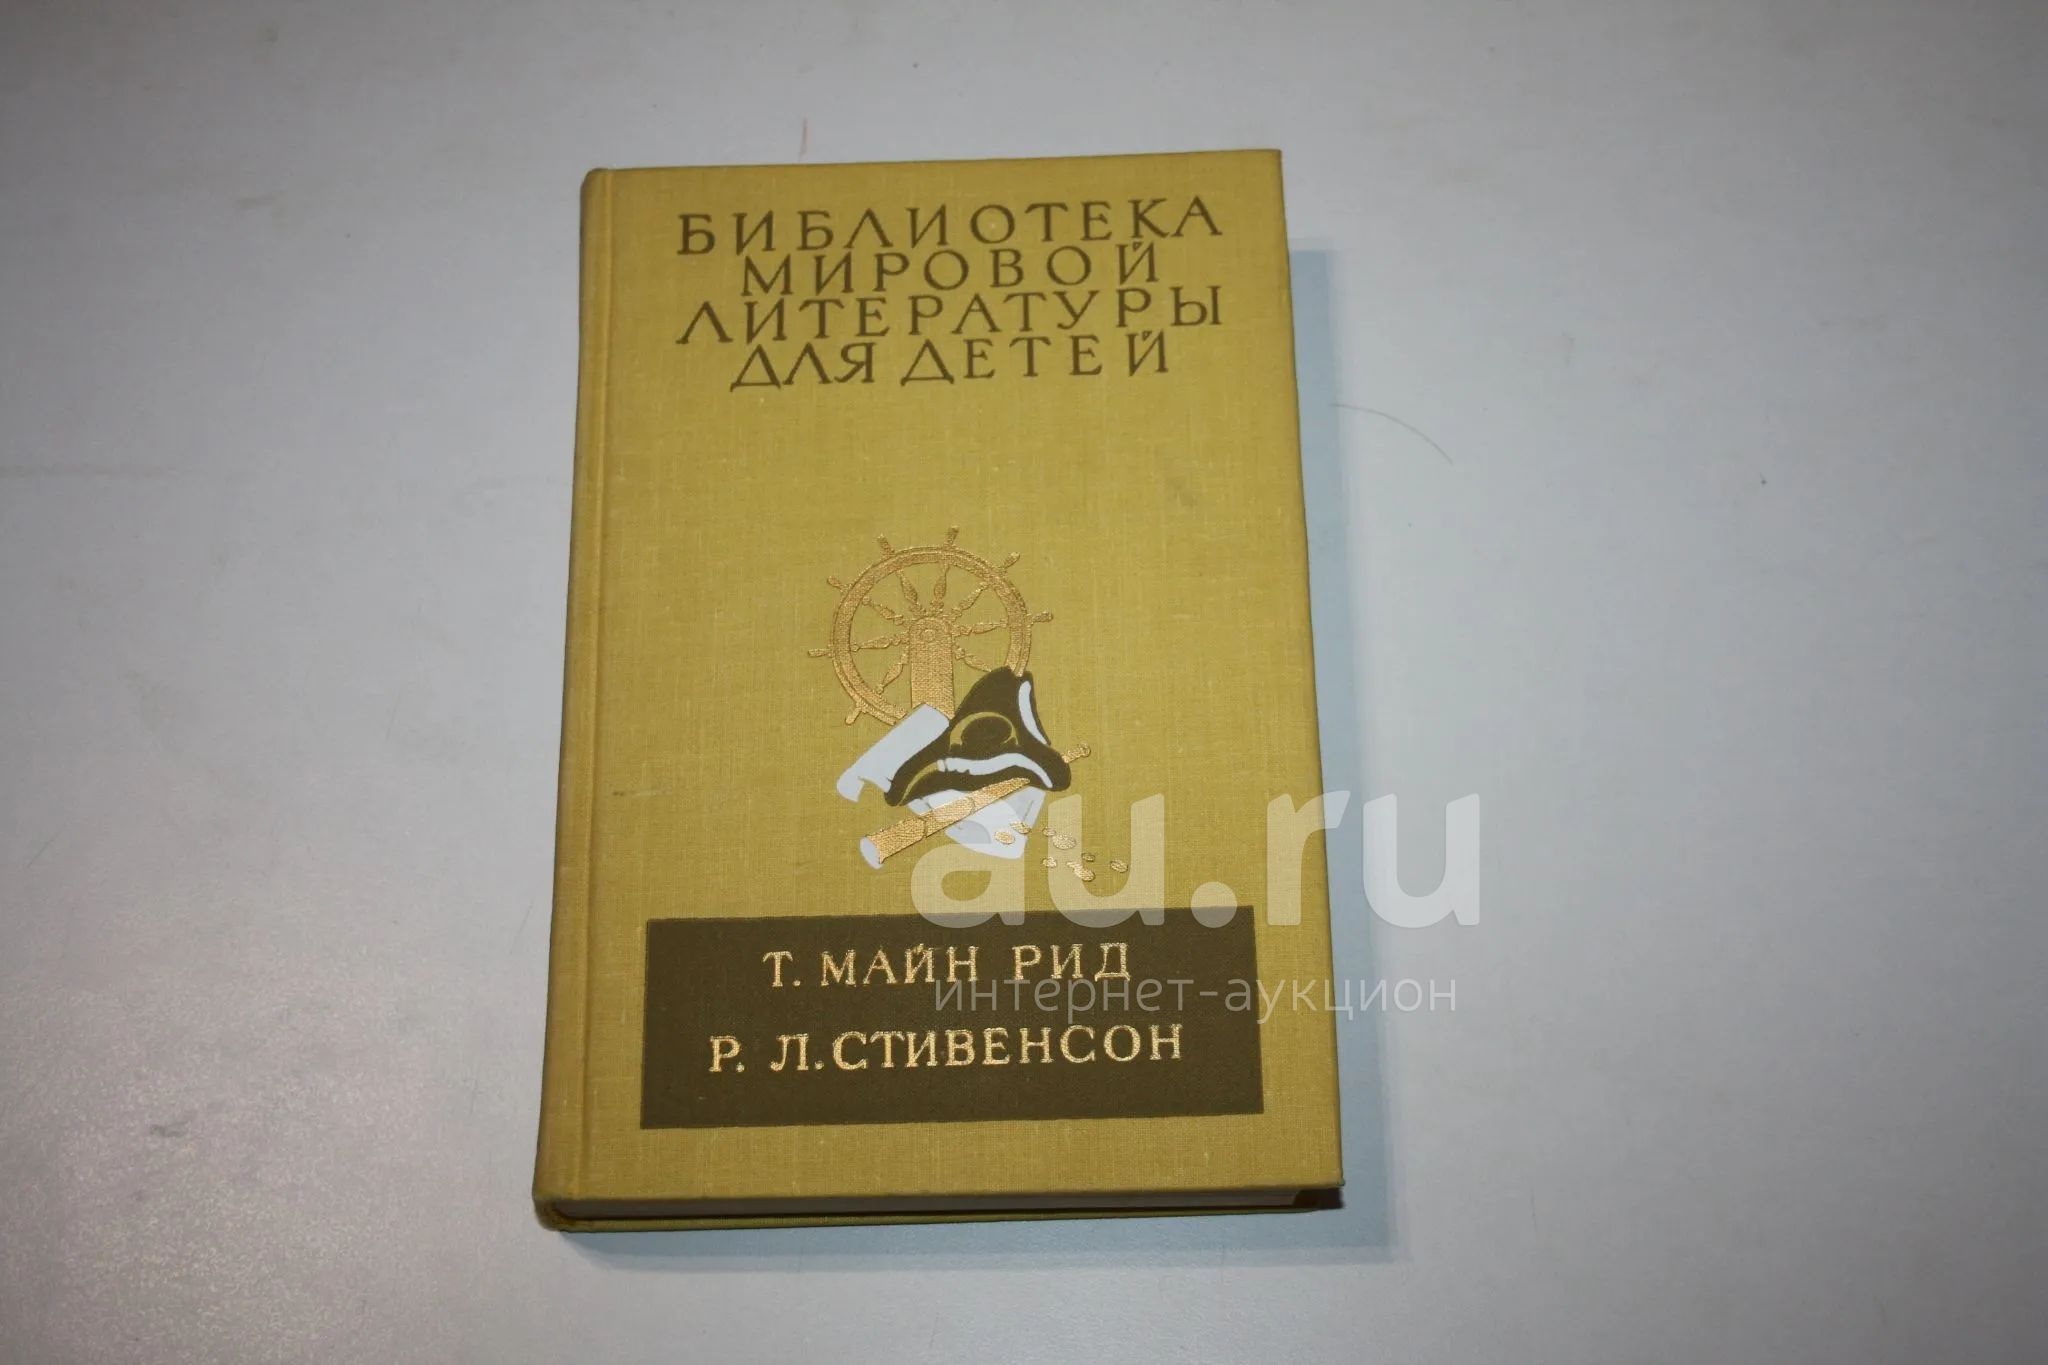 БИБЛИОТЕКА
МИРОВОЙ
ЛИТЕРАТУРЫ
ДЛЯ ДЕТЕЙ
au.ru
Т. МАЙН РИД
интернет-аукцион
Р. Л. СТИВЕНСОН